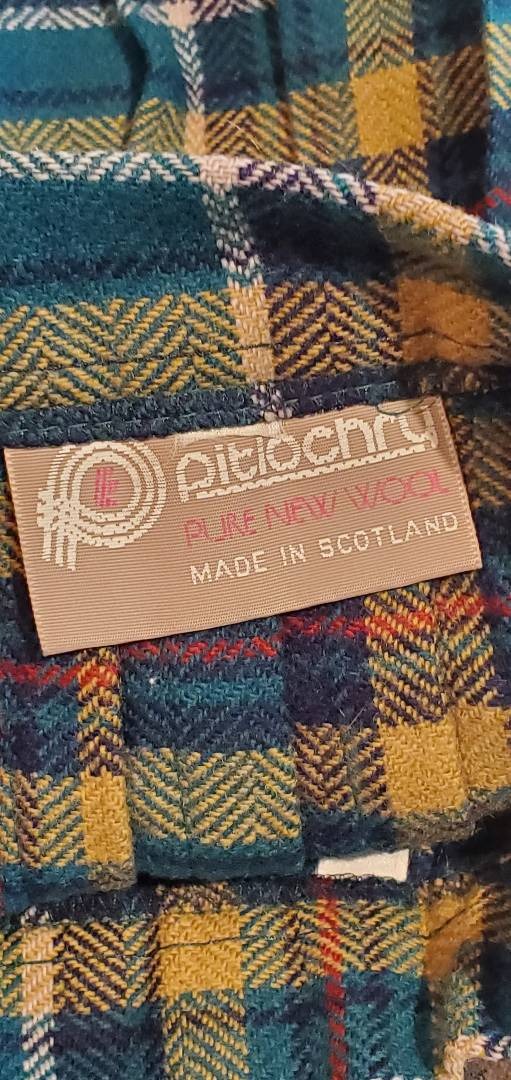 pitlochry
PURE NEW WOOL
MADE IN SCOTLAND